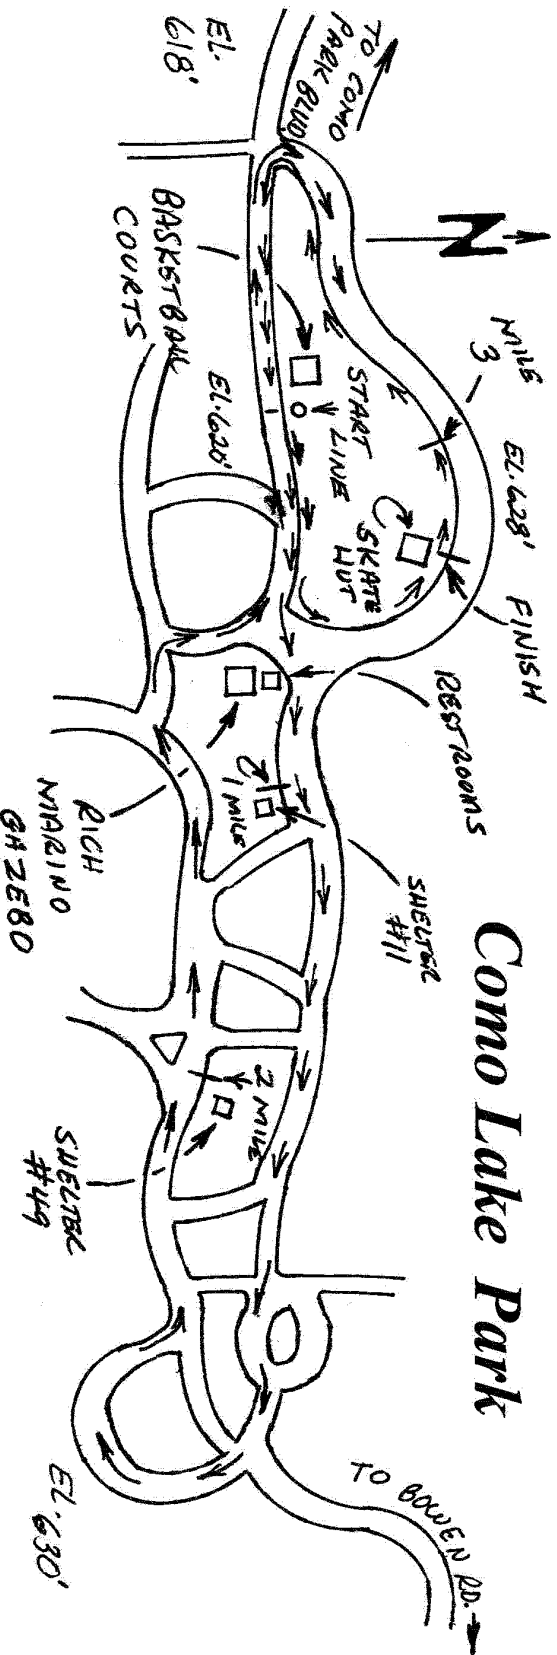 Como Lake Park
TO COMO
PARK BLVD
N
EL.
618'
BASKETBALL
COURTS
EL.620'
START
LINE
MILE
3
EL.628'
SKATE
HUT
FINISH
RESTROOMS
1 MILE
RICH
MARINO
GAZEBO
SHELTER
#11
2 MILE
SHELTER
#49
TO BOWEN RD.
EL.630'